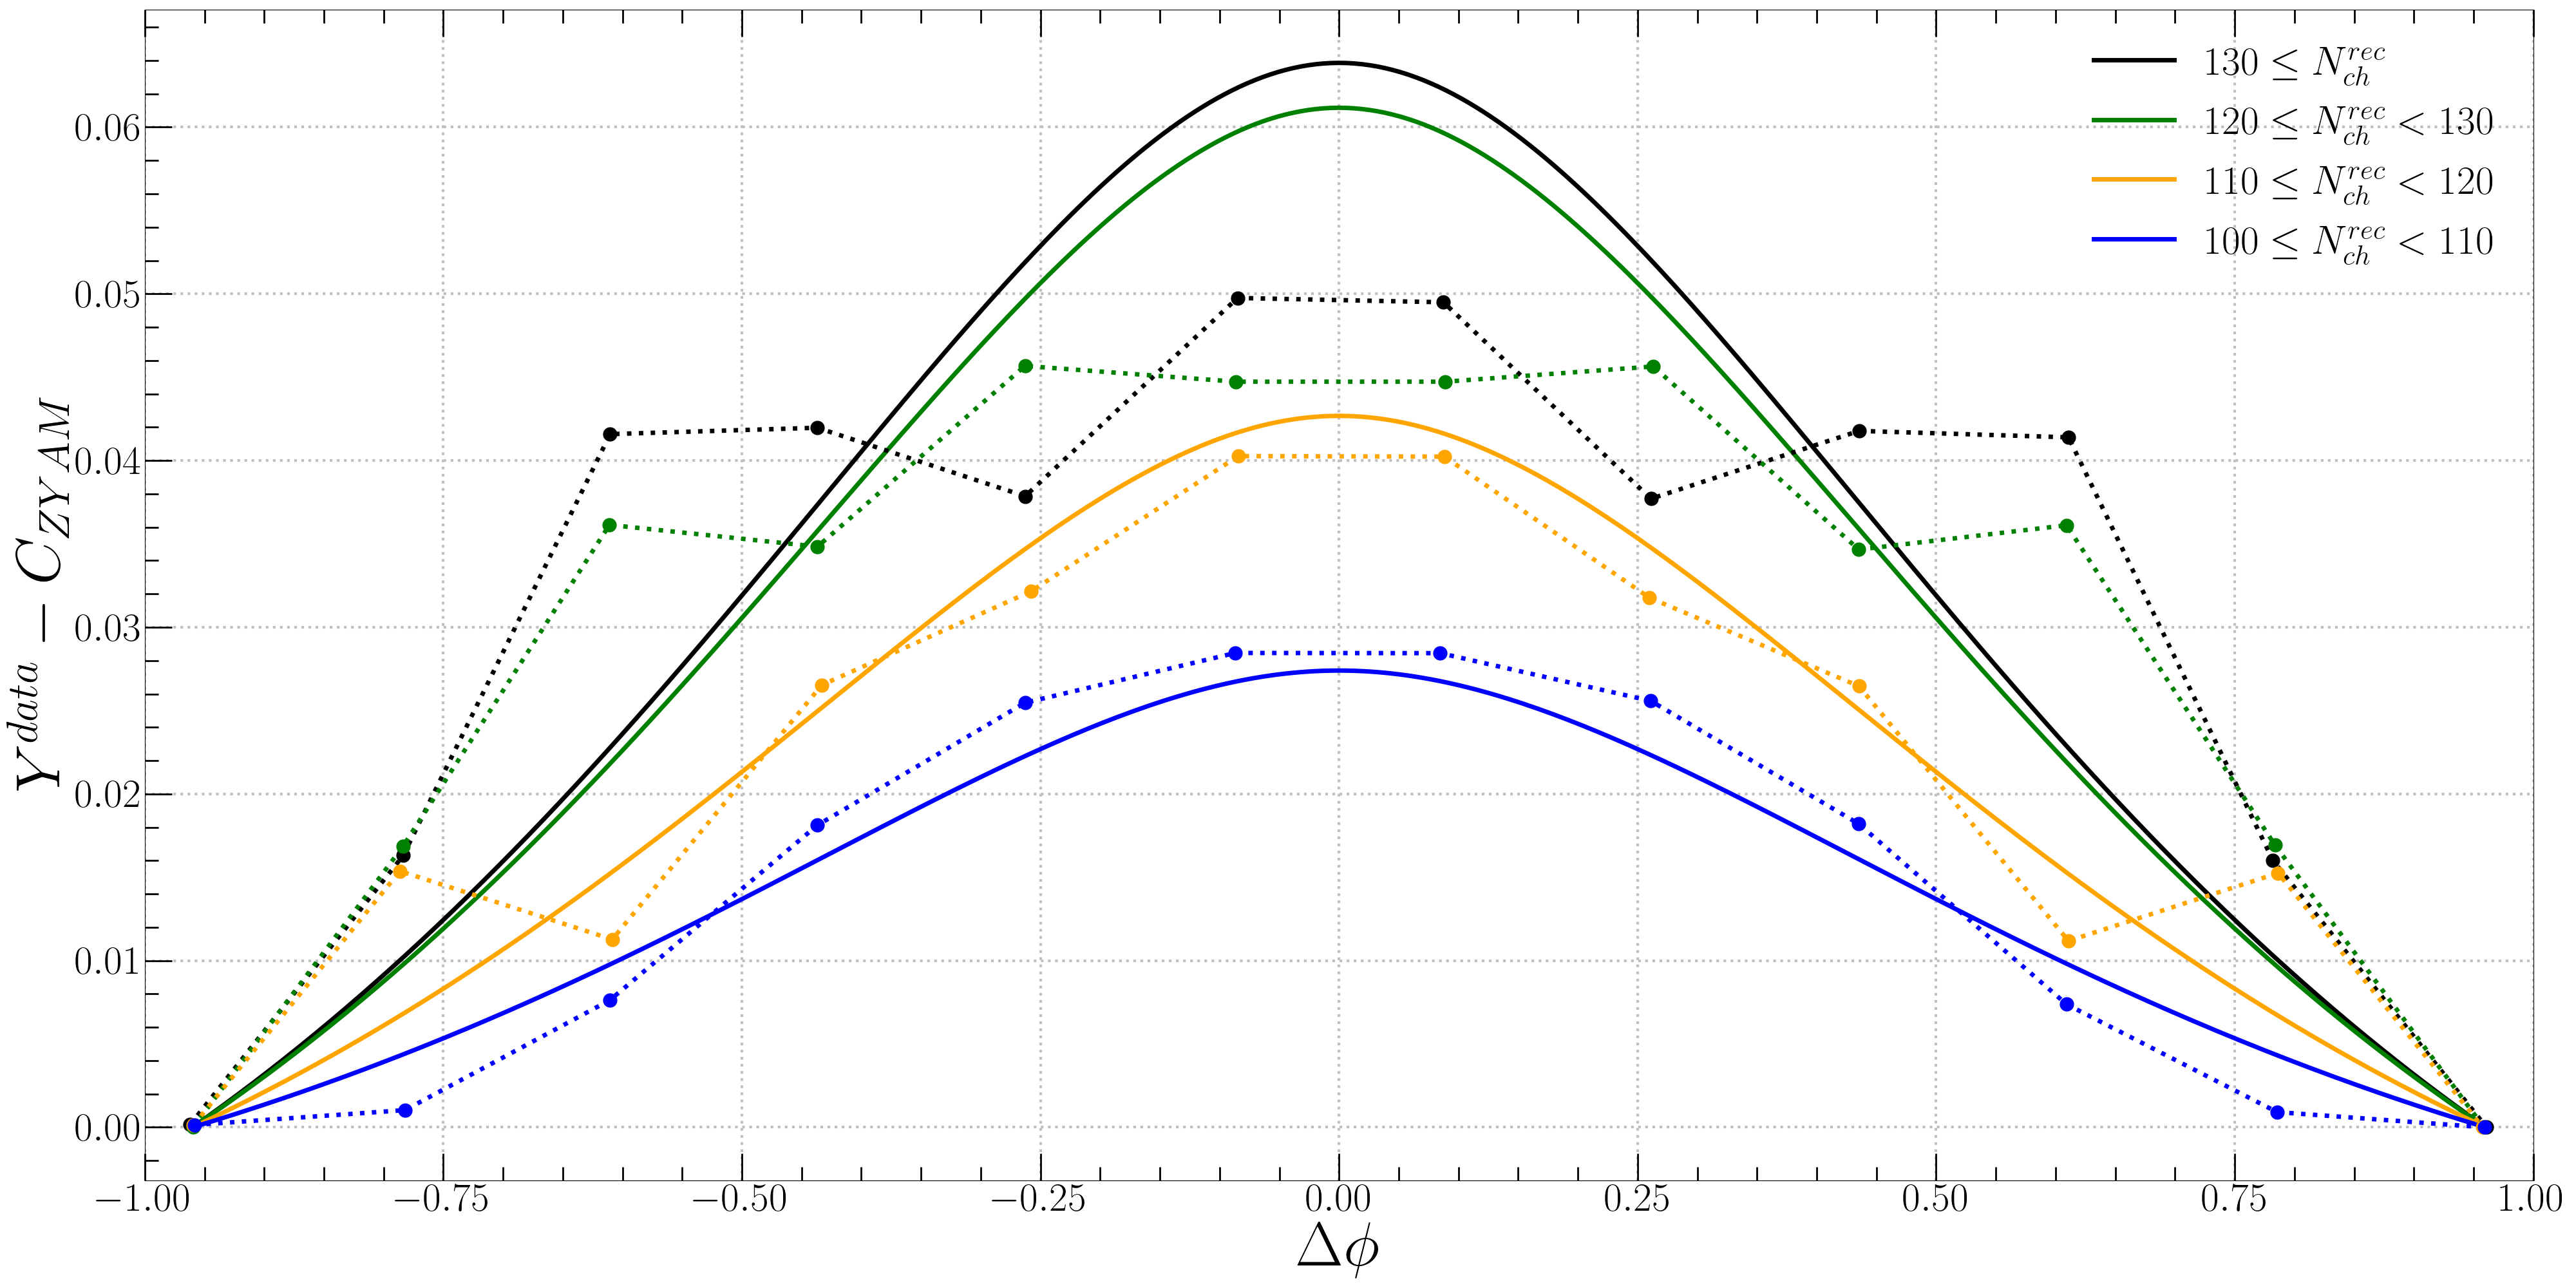 130 ≤ N_{ch}^{rec}
120 ≤ N_{ch}^{rec} < 130
110 ≤ N_{ch}^{rec} < 120
100 ≤ N_{ch}^{rec} < 110
0.06
0.05
0.04
0.03
0.02
0.01
0.00
Y^{data} − C_{ZYAM}
−1.00 −0.75 −0.50 −0.25 0.00 0.25 0.50 0.75 1.00
Δϕ